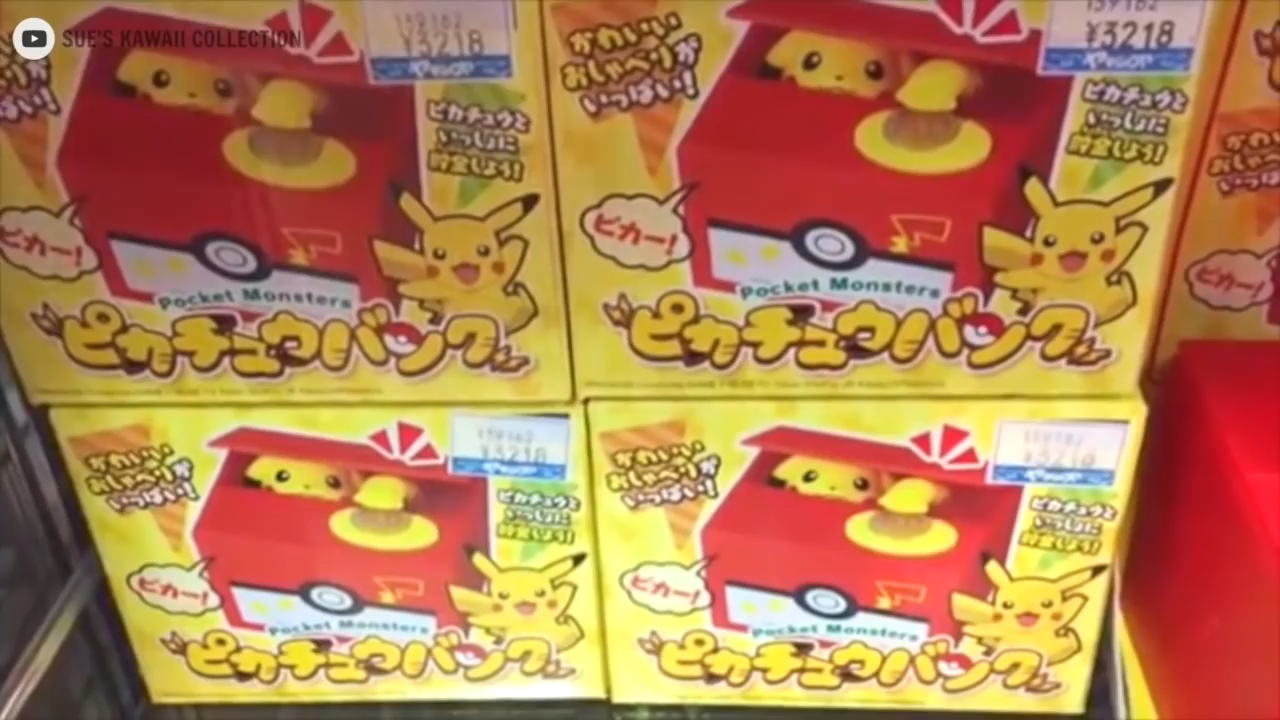 SUE'S KAWAII COLLECTION
159162
¥3218
かわいい
おしゃべりが
いっぱい!
ピカチュウと
いっしょに
貯金しよう!
ピカー!
Pocket Monsters
ピカチュウバンク
159162
¥3218
かわいい
おしゃべりが
いっぱい!
ピカチュウと
いっしょに
貯金しよう!
ピカー!
Pocket Monsters
ピカチュウバンク
ピカー!
159162
¥3218
かわいい
おしゃべりが
いっぱい!
ピカチュウと
いっしょに
貯金しよう!
ピカー!
Pocket Monsters
ピカチュウバンク
159162
¥3218
かわいい
おしゃべりが
いっぱい!
ピカチュウと
いっしょに
貯金しよう!
ピカー!
Pocket Monsters
ピカチュウバンク